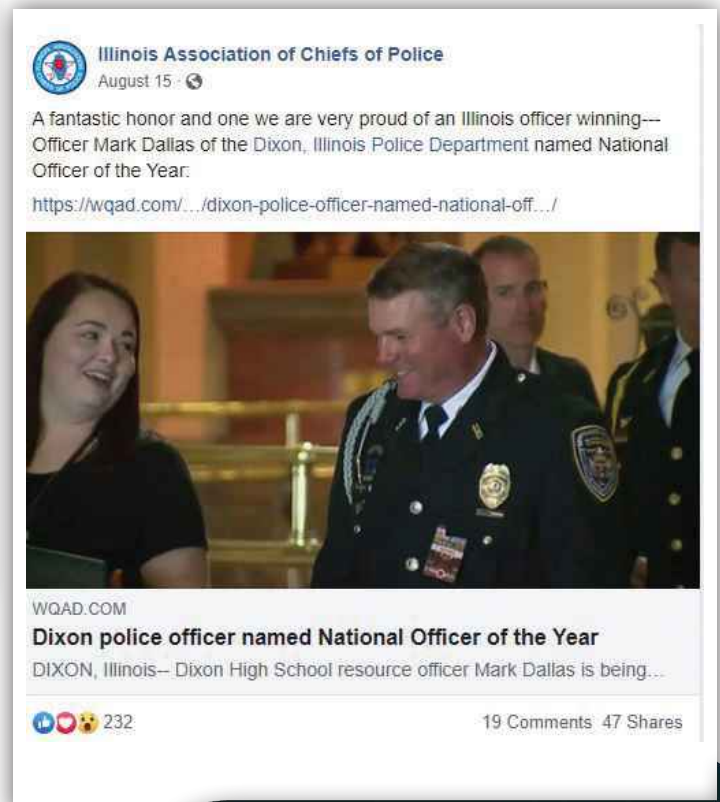 Illinois Association of Chiefs of Police
August 15 ·
A fantastic honor and one we are very proud of an Illinois officer winning---
Officer Mark Dallas of the Dixon, Illinois Police Department named National
Officer of the Year:
https://wqad.com/…/dixon-police-officer-named-national-off…/
WQAD.COM
Dixon police officer named National Officer of the Year
DIXON, Illinois-- Dixon High School resource officer Mark Dallas is being…
232
19 Comments 47 Shares